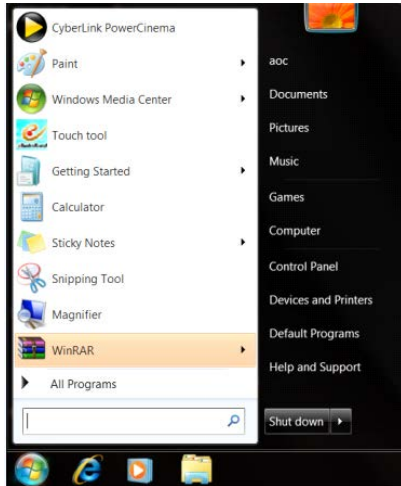 CyberLink PowerCinema
Paint
Windows Media Center
Touch tool
Getting Started
Calculator
Sticky Notes
Snipping Tool
Magnifier
WinRAR
All Programs
aoc
Documents
Pictures
Music
Games
Computer
Control Panel
Devices and Printers
Default Programs
Help and Support
Shut down